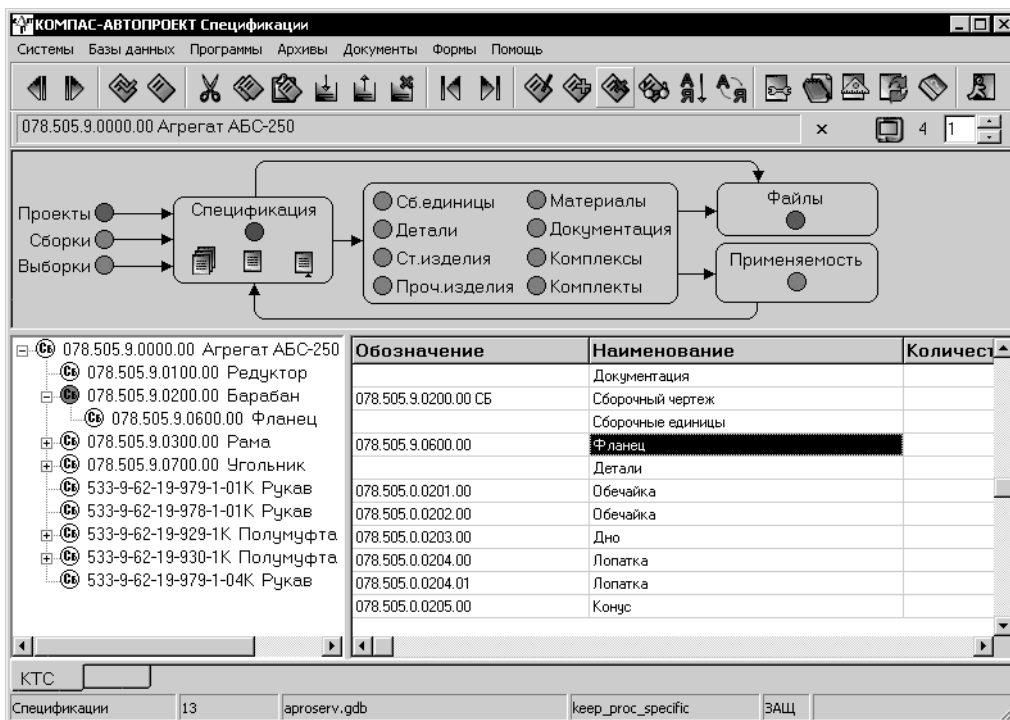 КОМПАС-АВТОПРОЕКТ Спецификации
Системы Базы данных Программы Архивы Документы Формы Помощь
078.505.9.0000.00 Агрегат АБС-250 4 1
Проекты
Сборки
Выборки
Спецификация
Сб.единицы Материалы
Детали Документация
Ст.изделия Комплексы
Проч.изделия Комплекты
Файлы
Применяемость
078.505.9.0000.00 Агрегат АБС-250
078.505.9.0100.00 Редуктор
078.505.9.0200.00 Барабан
078.505.9.0600.00 Фланец
078.505.9.0300.00 Рама
078.505.9.0700.00 Угольник
533-9-62-19-979-1-01К Рукав
533-9-62-19-978-1-01К Рукав
533-9-62-19-929-1К Полумуфта
533-9-62-19-930-1К Полумуфта
533-9-62-19-979-1-04К Рукав
Обозначение Наименование Количест
Документация
078.505.9.0200.00 СБ Сборочный чертеж
Сборочные единицы
078.505.9.0600.00 Фланец
Детали
078.505.0.0201.00 Обечайка
078.505.0.0202.00 Обечайка
078.505.0.0203.00 Дно
078.505.0.0204.00 Лопатка
078.505.0.0204.01 Лопатка
078.505.0.0205.00 Конус
КТС
Спецификации 13 aproserv.gdb keep_proc_specific ЗАЩ